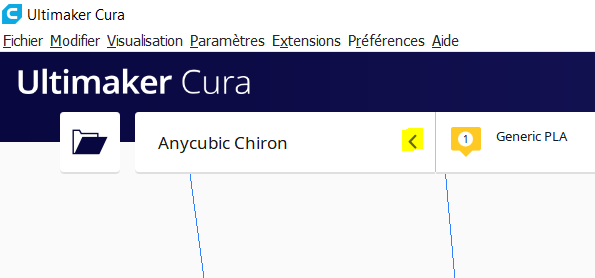 Ultimaker Cura
Fichier Modifier Visualisation Paramètres Extensions Préférences Aide
Ultimaker Cura
Anycubic Chiron
1
Generic PLA